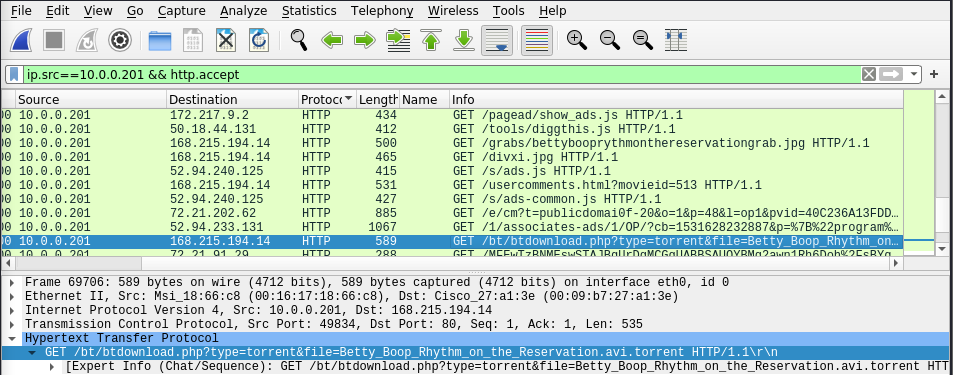 File Edit View Go Capture Analyze Statistics Telephony Wireless Tools Help
ip.src==10.0.0.201 && http.accept
Source Destination Protoc Length Name Info
00 10.0.0.201 172.217.9.2 HTTP 434 GET /pagead/show_ads.js HTTP/1.1
00 10.0.0.201 50.18.44.131 HTTP 412 GET /tools/diggthis.js HTTP/1.1
00 10.0.0.201 168.215.194.14 HTTP 500 GET /grabs/bettybooprythmonthereservationgrab.jpg HTTP/1.1
00 10.0.0.201 168.215.194.14 HTTP 465 GET /divxi.jpg HTTP/1.1
00 10.0.0.201 52.94.240.125 HTTP 415 GET /s/ads.js HTTP/1.1
00 10.0.0.201 168.215.194.14 HTTP 531 GET /usercomments.html?movieid=513 HTTP/1.1
00 10.0.0.201 52.94.240.125 HTTP 427 GET /s/ads-common.js HTTP/1.1
00 10.0.0.201 72.21.202.62 HTTP 885 GET /e/cm?t=publicdomai0f-20&o=1&p=48&l=op1&pvid=40C236A13FDD…
00 10.0.0.201 52.94.233.131 HTTP 1067 GET /1/associates-ads/1/OP/?cb=1531628232887&p=%7B%22program%…
00 10.0.0.201 168.215.194.14 HTTP 589 GET /bt/btdownload.php?type=torrent&file=Betty_Boop_Rhythm_on…
00 10.0.0.201 72.21.91.29 HTTP 288 GET
Frame 69706: 589 bytes on wire (4712 bits), 589 bytes captured (4712 bits) on interface eth0, id 0
Ethernet II, Src: Msi_18:66:c8 (00:16:17:18:66:c8), Dst: Cisco_27:a1:3e (00:09:b7:27:a1:3e)
Internet Protocol Version 4, Src: 10.0.0.201, Dst: 168.215.194.14
Transmission Control Protocol, Src Port: 49834, Dst Port: 80, Seq: 1, Ack: 1, Len: 535
Hypertext Transfer Protocol
GET /bt/btdownload.php?type=torrent&file=Betty_Boop_Rhythm_on_the_Reservation.avi.torrent HTTP/1.1\r\n
[Expert Info (Chat/Sequence): GET /bt/btdownload.php?type=torrent&file=Betty_Boop_Rhythm_on_the_Reservation.avi.torrent HTT